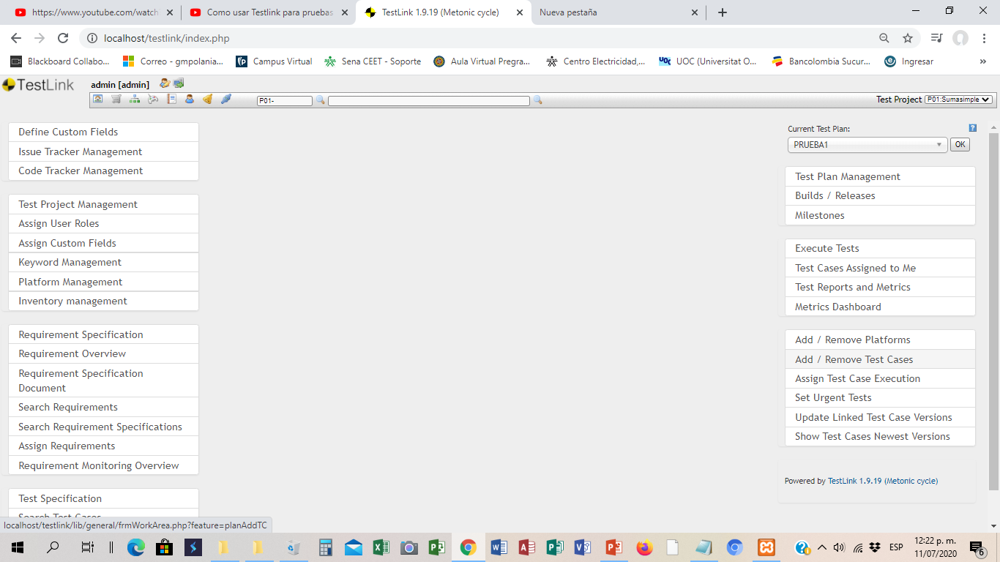 https://www.youtube.com/watch
Como usar Testlink para pruebas
TestLink 1.9.19 (Metonic cycle)
Nueva pestaña
localhost/testlink/index.php
Blackboard Collabo...
Correo - gmpolania...
Campus Virtual
Sena CEET - Soporte
Aula Virtual Pregra...
Centro Electricidad,...
UOC (Universitat O...
Bancolombia Sucur...
Ingresar
TestLink
admin [admin]
P01-
Test Project
P01:Sumasimple
Define Custom Fields
Issue Tracker Management
Code Tracker Management
Test Project Management
Assign User Roles
Assign Custom Fields
Keyword Management
Platform Management
Inventory management
Requirement Specification
Requirement Overview
Requirement Specification
Document
Search Requirements
Search Requirement Specifications
Assign Requirements
Requirement Monitoring Overview
Test Specification
Search Test Cases
Current Test Plan:
PRUEBA1
OK
Test Plan Management
Builds / Releases
Milestones
Execute Tests
Test Cases Assigned to Me
Test Reports and Metrics
Metrics Dashboard
Add / Remove Platforms
Add / Remove Test Cases
Assign Test Case Execution
Set Urgent Tests
Update Linked Test Case Versions
Show Test Cases Newest Versions
Powered by TestLink 1.9.19 (Metonic cycle)
localhost/testlink/lib/general/frmWorkArea.php?feature=planAddTC
ESP
12:22 p. m.
11/07/2020
6